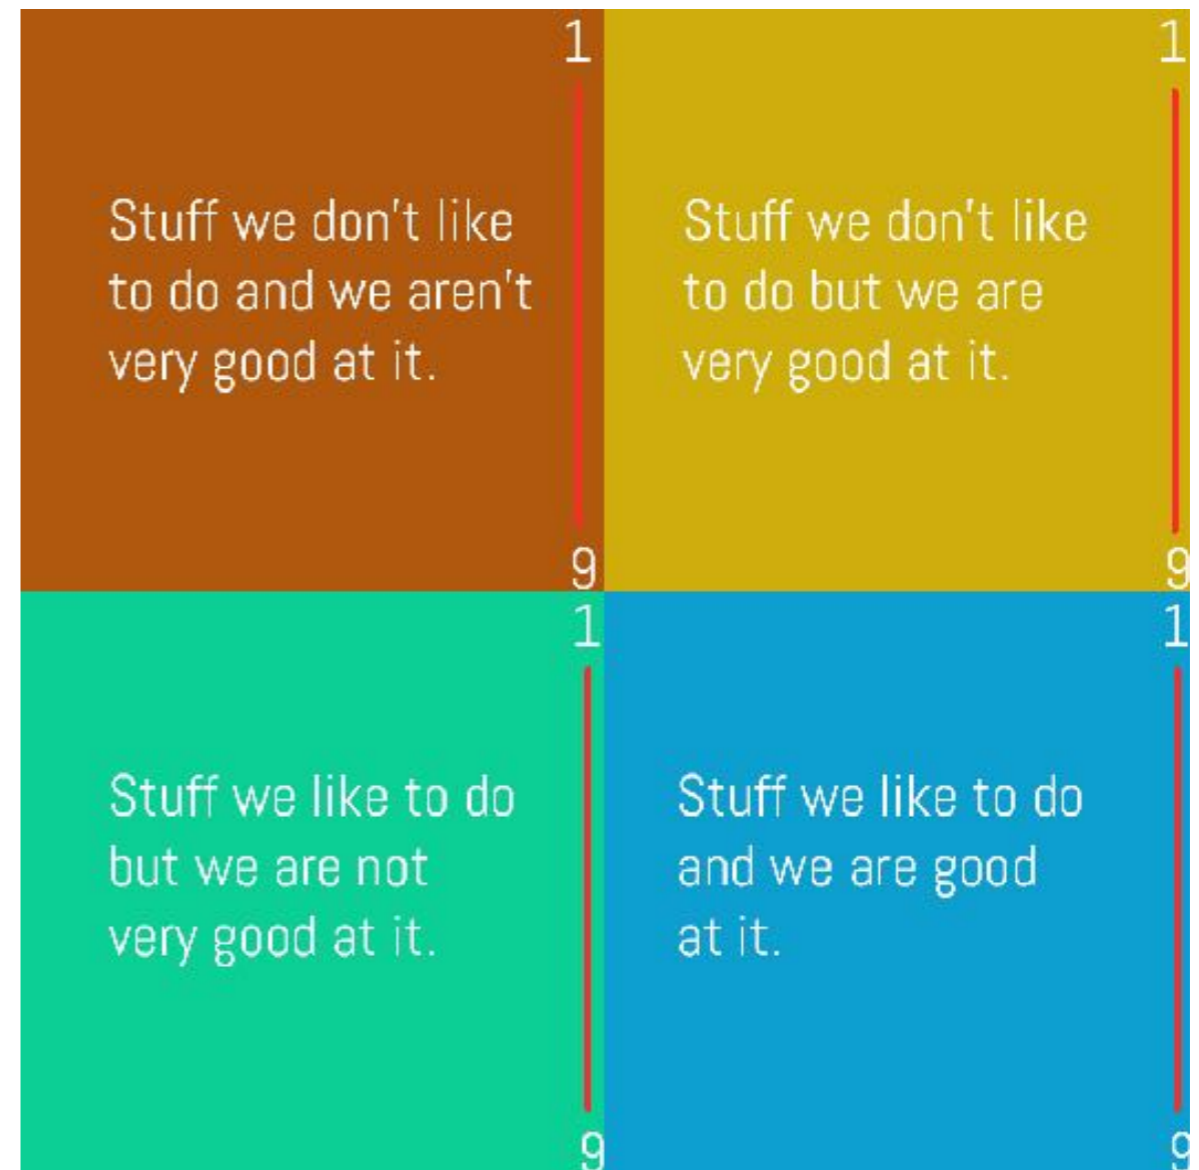 1
Stuff we don't like
to do and we aren't
very good at it.
9
1
Stuff we don't like
to do but we are
very good at it.
9
1
Stuff we like to do
but we are not
very good at it.
9
1
Stuff we like to do
and we are good
at it.
9